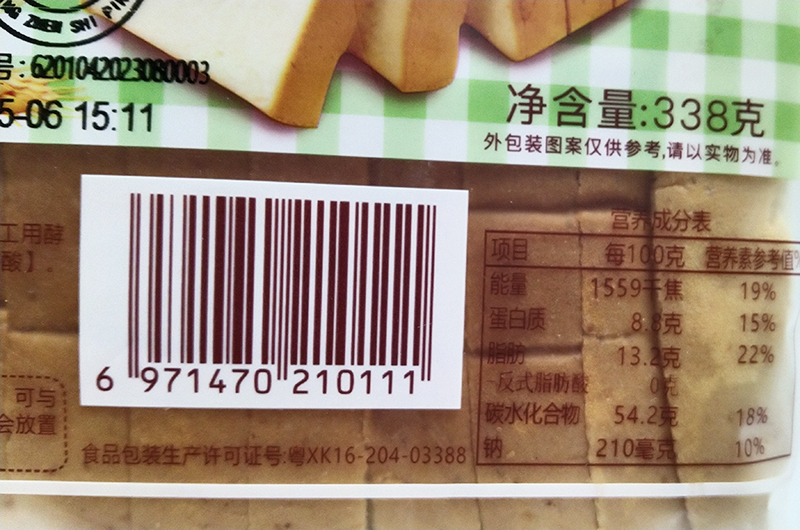 ZHEN SHI PIN
号:6201042023080003
5-06 15:11
净含量:338克
外包装图案仅供参考,请以实物为准。
工用酵
酸】。
可与
会放置
6 971470 210111
食品包装生产许可证号:粤XK16-204-03388
营养成分表
项目 每100克 营养素参考值%
能量 1559千焦 19%
蛋白质 8.8克 15%
脂肪 13.2克 22%
-反式脂肪酸 0克
碳水化合物 54.2克 18%
钠 210毫克 10%